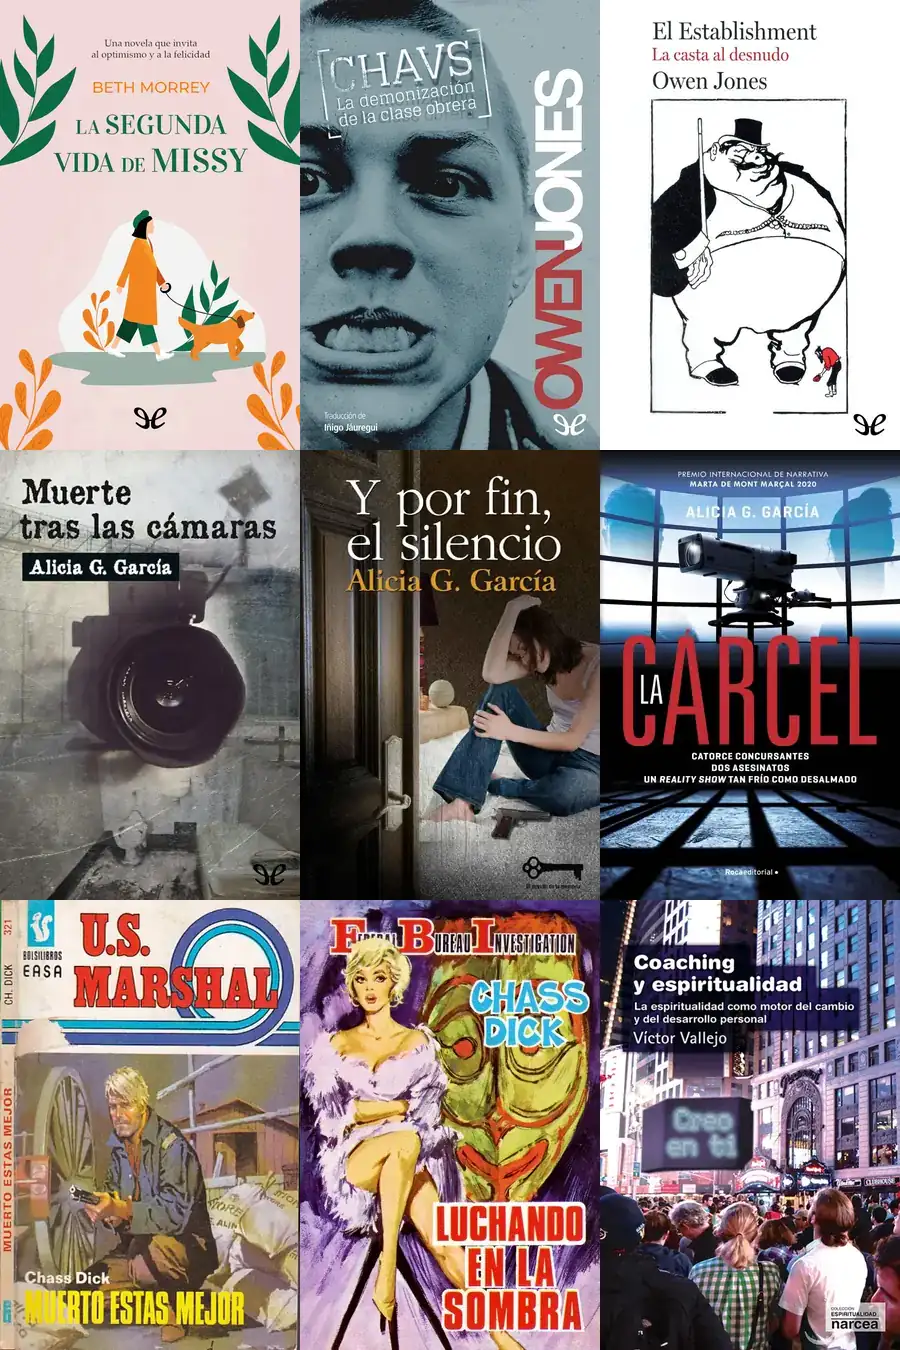 Una novela que invita
al optimismo y a la felicidad
BETH MORREY
LA SEGUNDA
VIDA DE MISSY
CHAVS
La demonización
de la clase obrera
OWEN JONES
Traducción de
Iñigo Jáuregui
El Establishment
La casta al desnudo
Owen Jones
Muerte
tras las cámaras
Alicia G. García
Y por fin,
el silencio
Alicia G. García
PREMIO INTERNACIONAL DE NARRATIVA
MARTA DE MONT MARÇAL 2020
ALICIA G. GARCÍA
LA CÁRCEL
CATORCE CONCURSANTES
DOS ASESINATOS
UN REALITY SHOW TAN FRÍO COMO DESALMADO
Rocaeditorial
321
CH. DICK
MUERTO ESTAS MEJOR
BOLSILIBROS
EASA
U.S.
MARSHAL
Chass Dick
MUERTO ESTAS MEJOR
FEDERAL BUREAU INVESTIGATION
CHASS
DICK
LUCHANDO
EN LA
SOMBRA
Coaching
y espiritualidad
La espiritualidad como motor del cambio
y del desarrollo personal
Víctor Vallejo
Creo
en ti
COLECCIÓN
ESPIRITUALIDAD
narcea